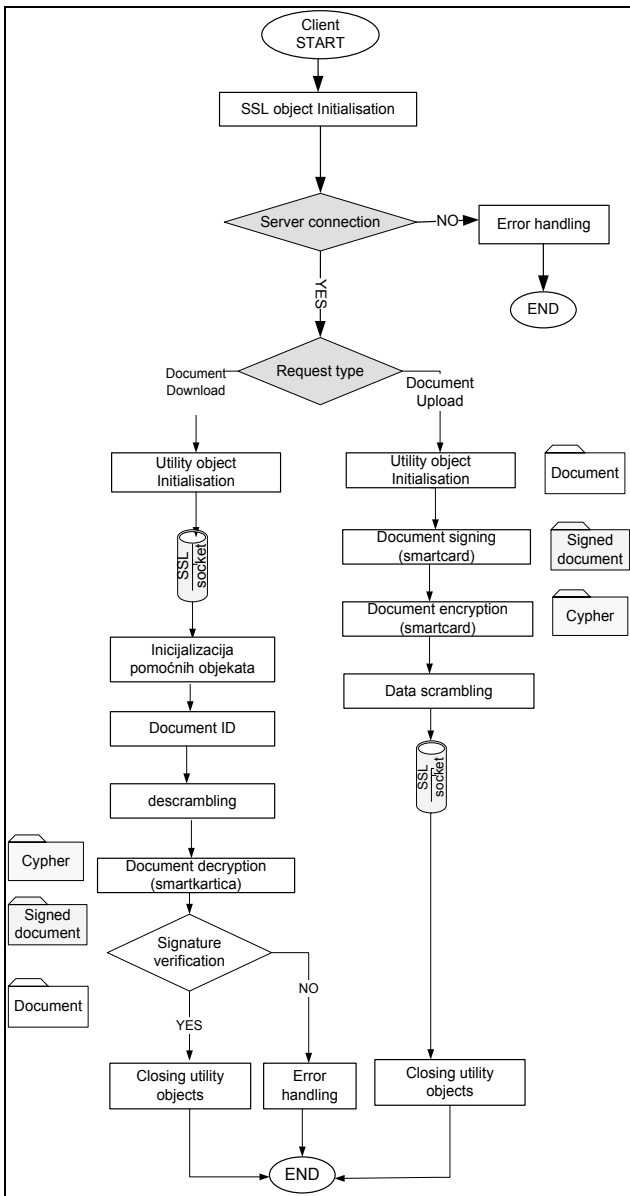 Client
START
SSL object Initialisation
Server connection
NO
Error handling
END
YES
Request type
Document
Download
Document
Upload
Utility object
Initialisation
Utility object
Initialisation
Document
SSL
socket
Document signing
(smartcard)
Signed
document
Document encryption
(smartcard)
Cypher
Inicijalizacija
pomoćnih objekata
Data scrambling
Document ID
SSL
socket
descrambling
Cypher
Document decryption
(smartkartica)
Signed
document
Signature
verification
Document
NO
YES
Closing utility
objects
Error
handling
Closing utility
objects
END